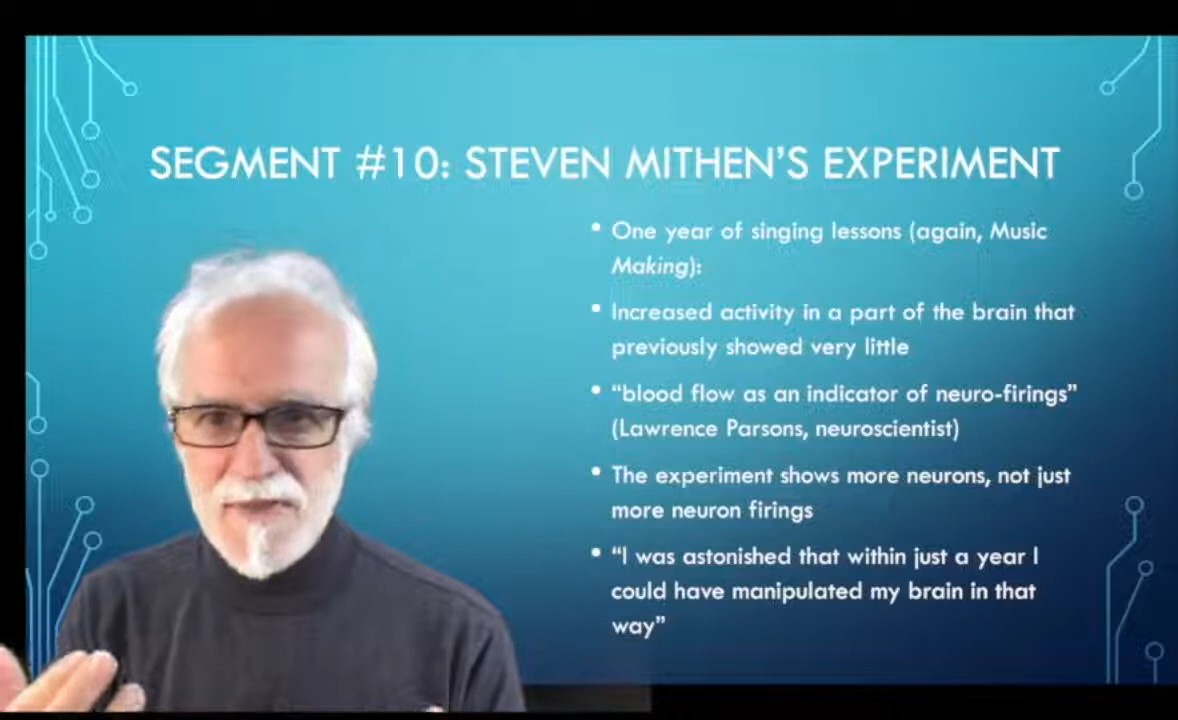 SEGMENT #10: STEVEN MITHEN'S EXPERIMENT
• One year of singing lessons (again, Music
Making):
• Increased activity in a part of the brain that
previously showed very little
• “blood flow as an indicator of neuro-firings”
(Lawrence Parsons, neuroscientist)
• The experiment shows more neurons, not just
more neuron firings
• “I was astonished that within just a year I
could have manipulated my brain in that
way”